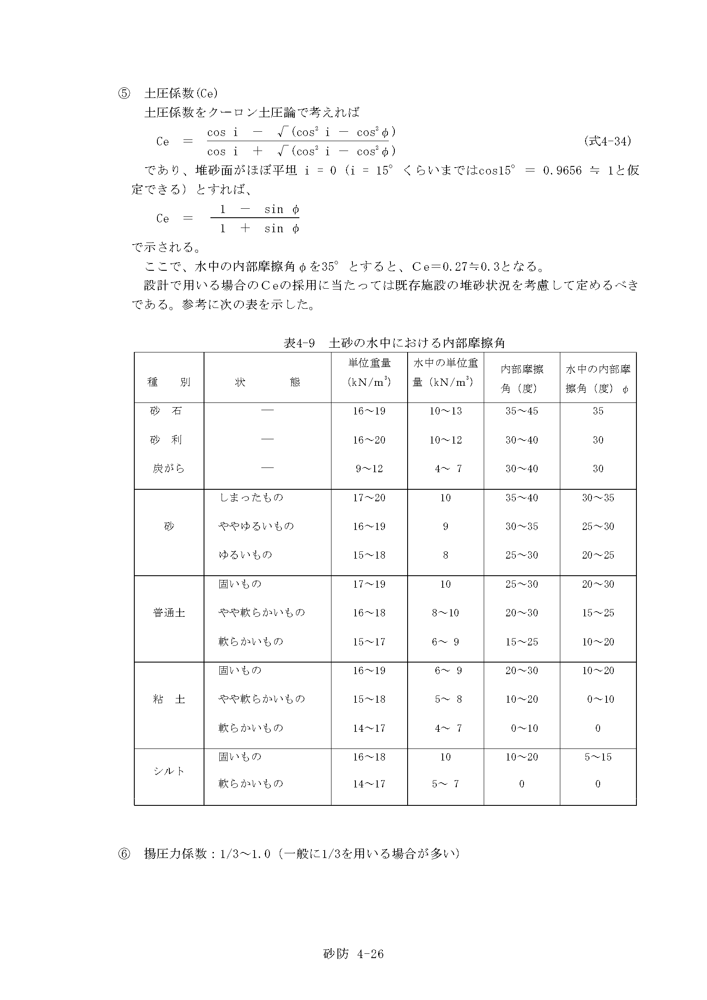 ⑤　土圧係数(Ce)
土圧係数をクーロン土圧論で考えれば
Ce ＝ cos i － √(cos² i － cos²φ) / cos i ＋ √(cos² i － cos²φ) (式4-34)
であり、堆砂面がほぼ平坦 i = 0 (i = 15°くらいまではcos15°＝ 0.9656 ≒ 1と仮
定できる) とすれば、
Ce ＝ 1 － sin φ / 1 ＋ sin φ
で示される。
ここで、水中の内部摩擦角φを35°とすると、Ｃe＝0.27≒0.3となる。
設計で用いる場合のＣeの採用に当たっては既存施設の堆砂状況を考慮して定めるべき
である。参考に次の表を示した。
表4-9　土砂の水中における内部摩擦角
種　別　状　態　単位重量 (kN/m³)　水中の単位重量 (kN/m³)　内部摩擦角 (度)　水中の内部摩擦角 (度) φ
砂　石　―　16～19　10～13　35～45　35
砂　利　―　16～20　10～12　30～40　30
炭がら　―　9～12　4～ 7　30～40　30
しまったもの　17～20　10　35～40　30～35
砂　ややゆるいもの　16～19　9　30～35　25～30
ゆるいもの　15～18　8　25～30　20～25
固いもの　17～19　10　25～30　20～30
普通土　やや軟らかいもの　16～18　8～10　20～30　15～25
軟らかいもの　15～17　6～ 9　15～25　10～20
固いもの　16～19　6～ 9　20～30　10～20
粘　土　やや軟らかいもの　15～18　5～ 8　10～20　0～10
軟らかいもの　14～17　4～ 7　0～10　0
シルト　固いもの　16～18　10　10～20　5～15
軟らかいもの　14～17　5～ 7　0　0
⑥　揚圧力係数：1/3～1.0 (一般に1/3を用いる場合が多い)
砂防 4-26